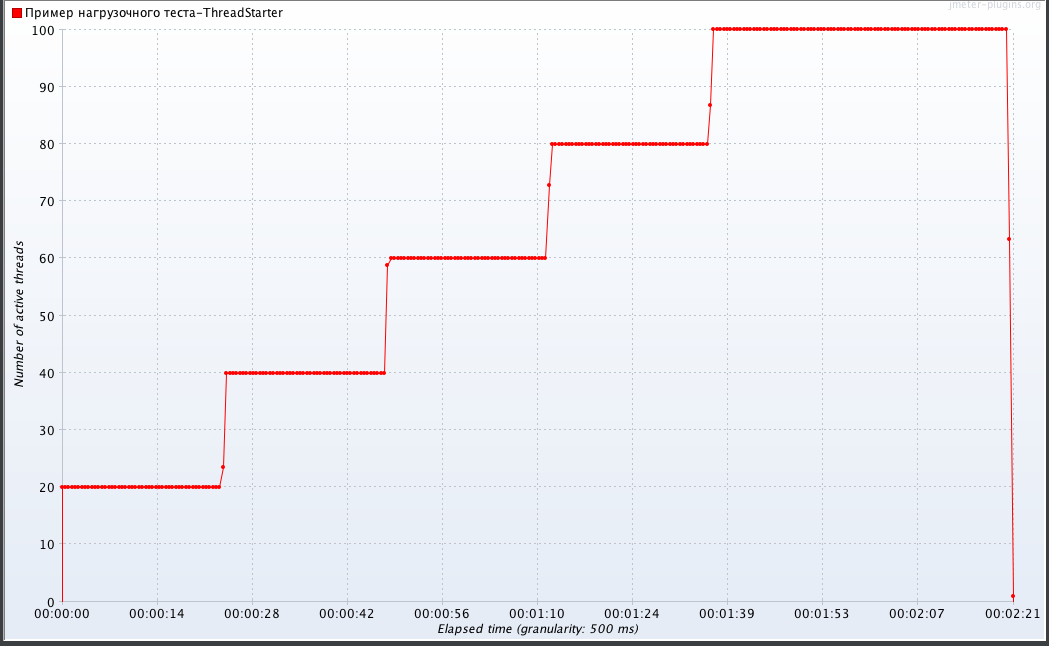 jmeter-plugins.org
Пример нагрузочного теста-ThreadStarter
100
90
80
70
60
50
40
30
20
10
0
Number of active threads
00:00:00 00:00:14 00:00:28 00:00:42 00:00:56 00:01:10 00:01:24 00:01:39 00:01:53 00:02:07 00:02:21
Elapsed time (granularity: 500 ms)